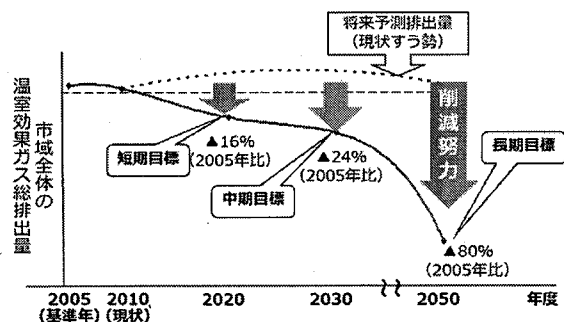 将来予測排出量
(現状すう勢)
市域全体の
温室効果ガス総排出量
削減努力
短期目標
▲16%
(2005年比)
中期目標
▲24%
(2005年比)
長期目標
▲80%
(2005年比)
2005
(基準年)
2010
(現状)
2020
2030
2050
年度